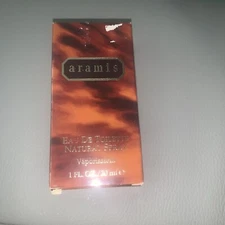 aramis
EAU DE TOILETTE
NATURAL SPRAY
Vaporisateur
1 FL. OZ. / 30 ml e